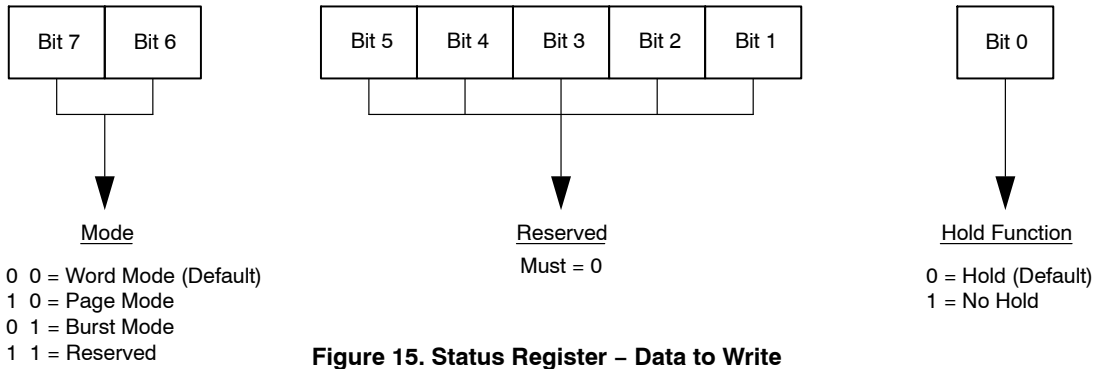 Bit 7 Bit 6 Bit 5 Bit 4 Bit 3 Bit 2 Bit 1 Bit 0
Mode
0 0 = Word Mode (Default)
1 0 = Page Mode
0 1 = Burst Mode
1 1 = Reserved
Reserved
Must = 0
Hold Function
0 = Hold (Default)
1 = No Hold
Figure 15. Status Register − Data to Write